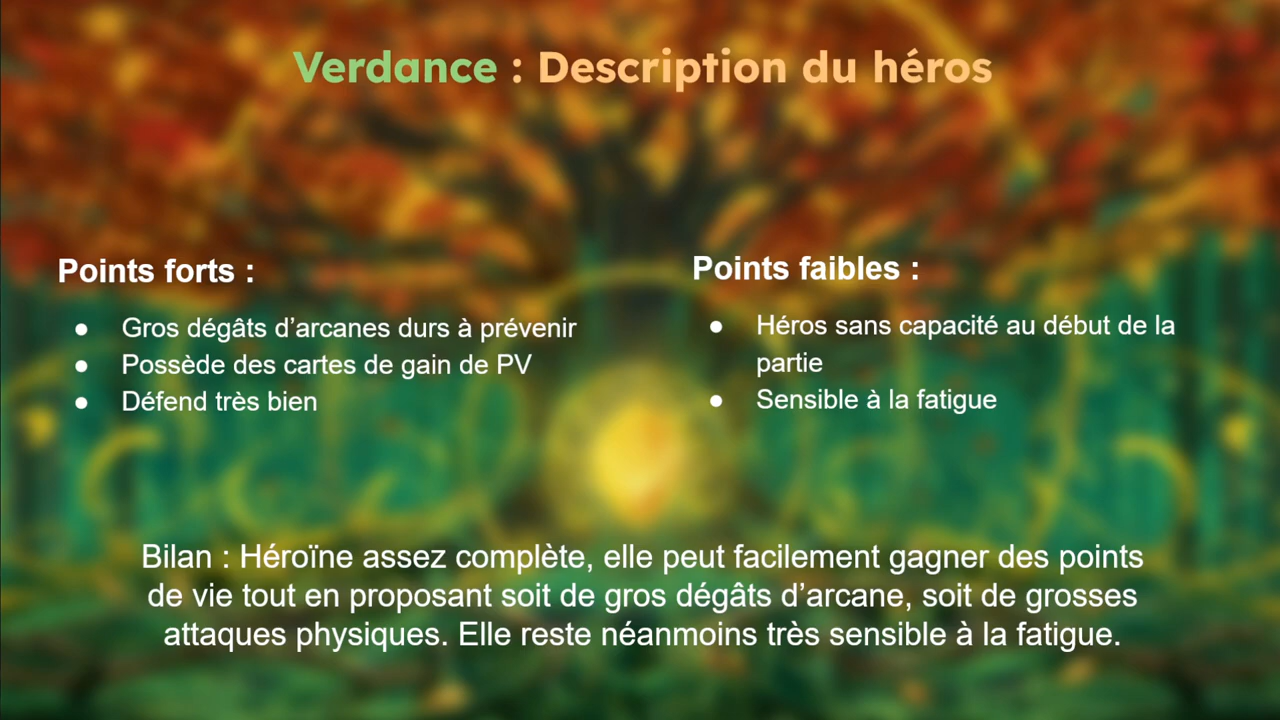 Verdance : Description du héros
Points forts :
● Gros dégâts d’arcanes durs à prévenir
● Possède des cartes de gain de PV
● Défend très bien
Points faibles :
● Héros sans capacité au début de la
partie
● Sensible à la fatigue
Bilan : Héroïne assez complète, elle peut facilement gagner des points
de vie tout en proposant soit de gros dégâts d’arcane, soit de grosses
attaques physiques. Elle reste néanmoins très sensible à la fatigue.